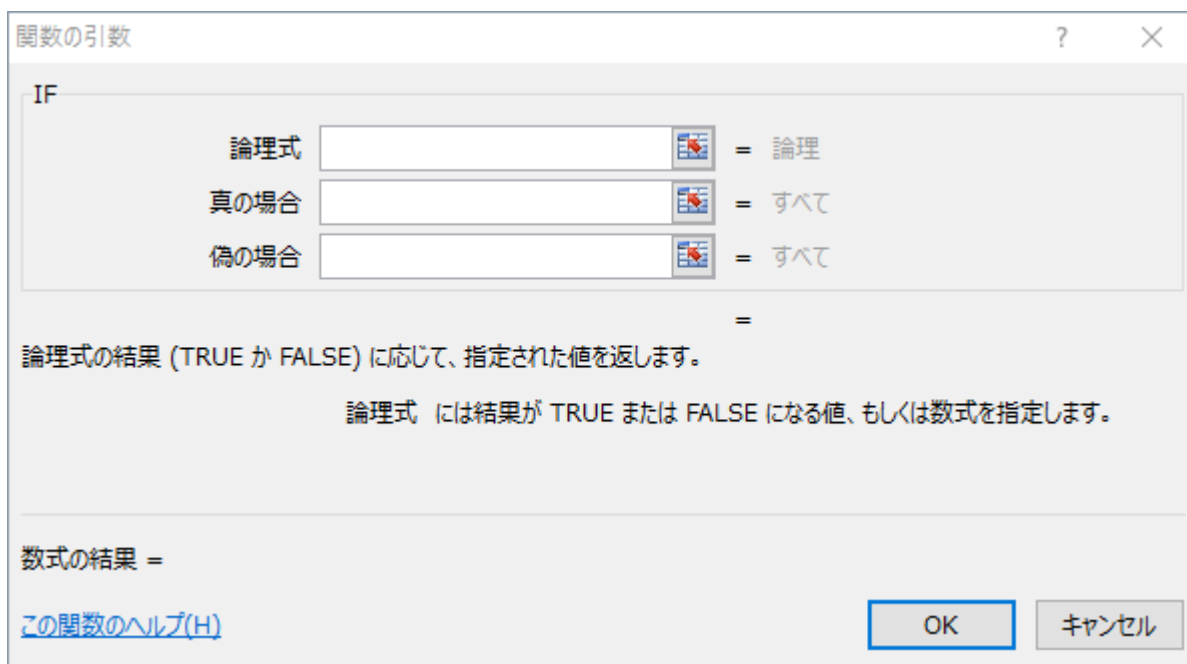 関数の引数
IF
論理式 = 論理
真の場合 = すべて
偽の場合 = すべて
=
論理式の結果 (TRUE か FALSE) に応じて、指定された値を返します。
論理式 には結果が TRUE または FALSE になる値、もしくは数式を指定します。
数式の結果 =
この関数のヘルプ(H)
OK キャンセル